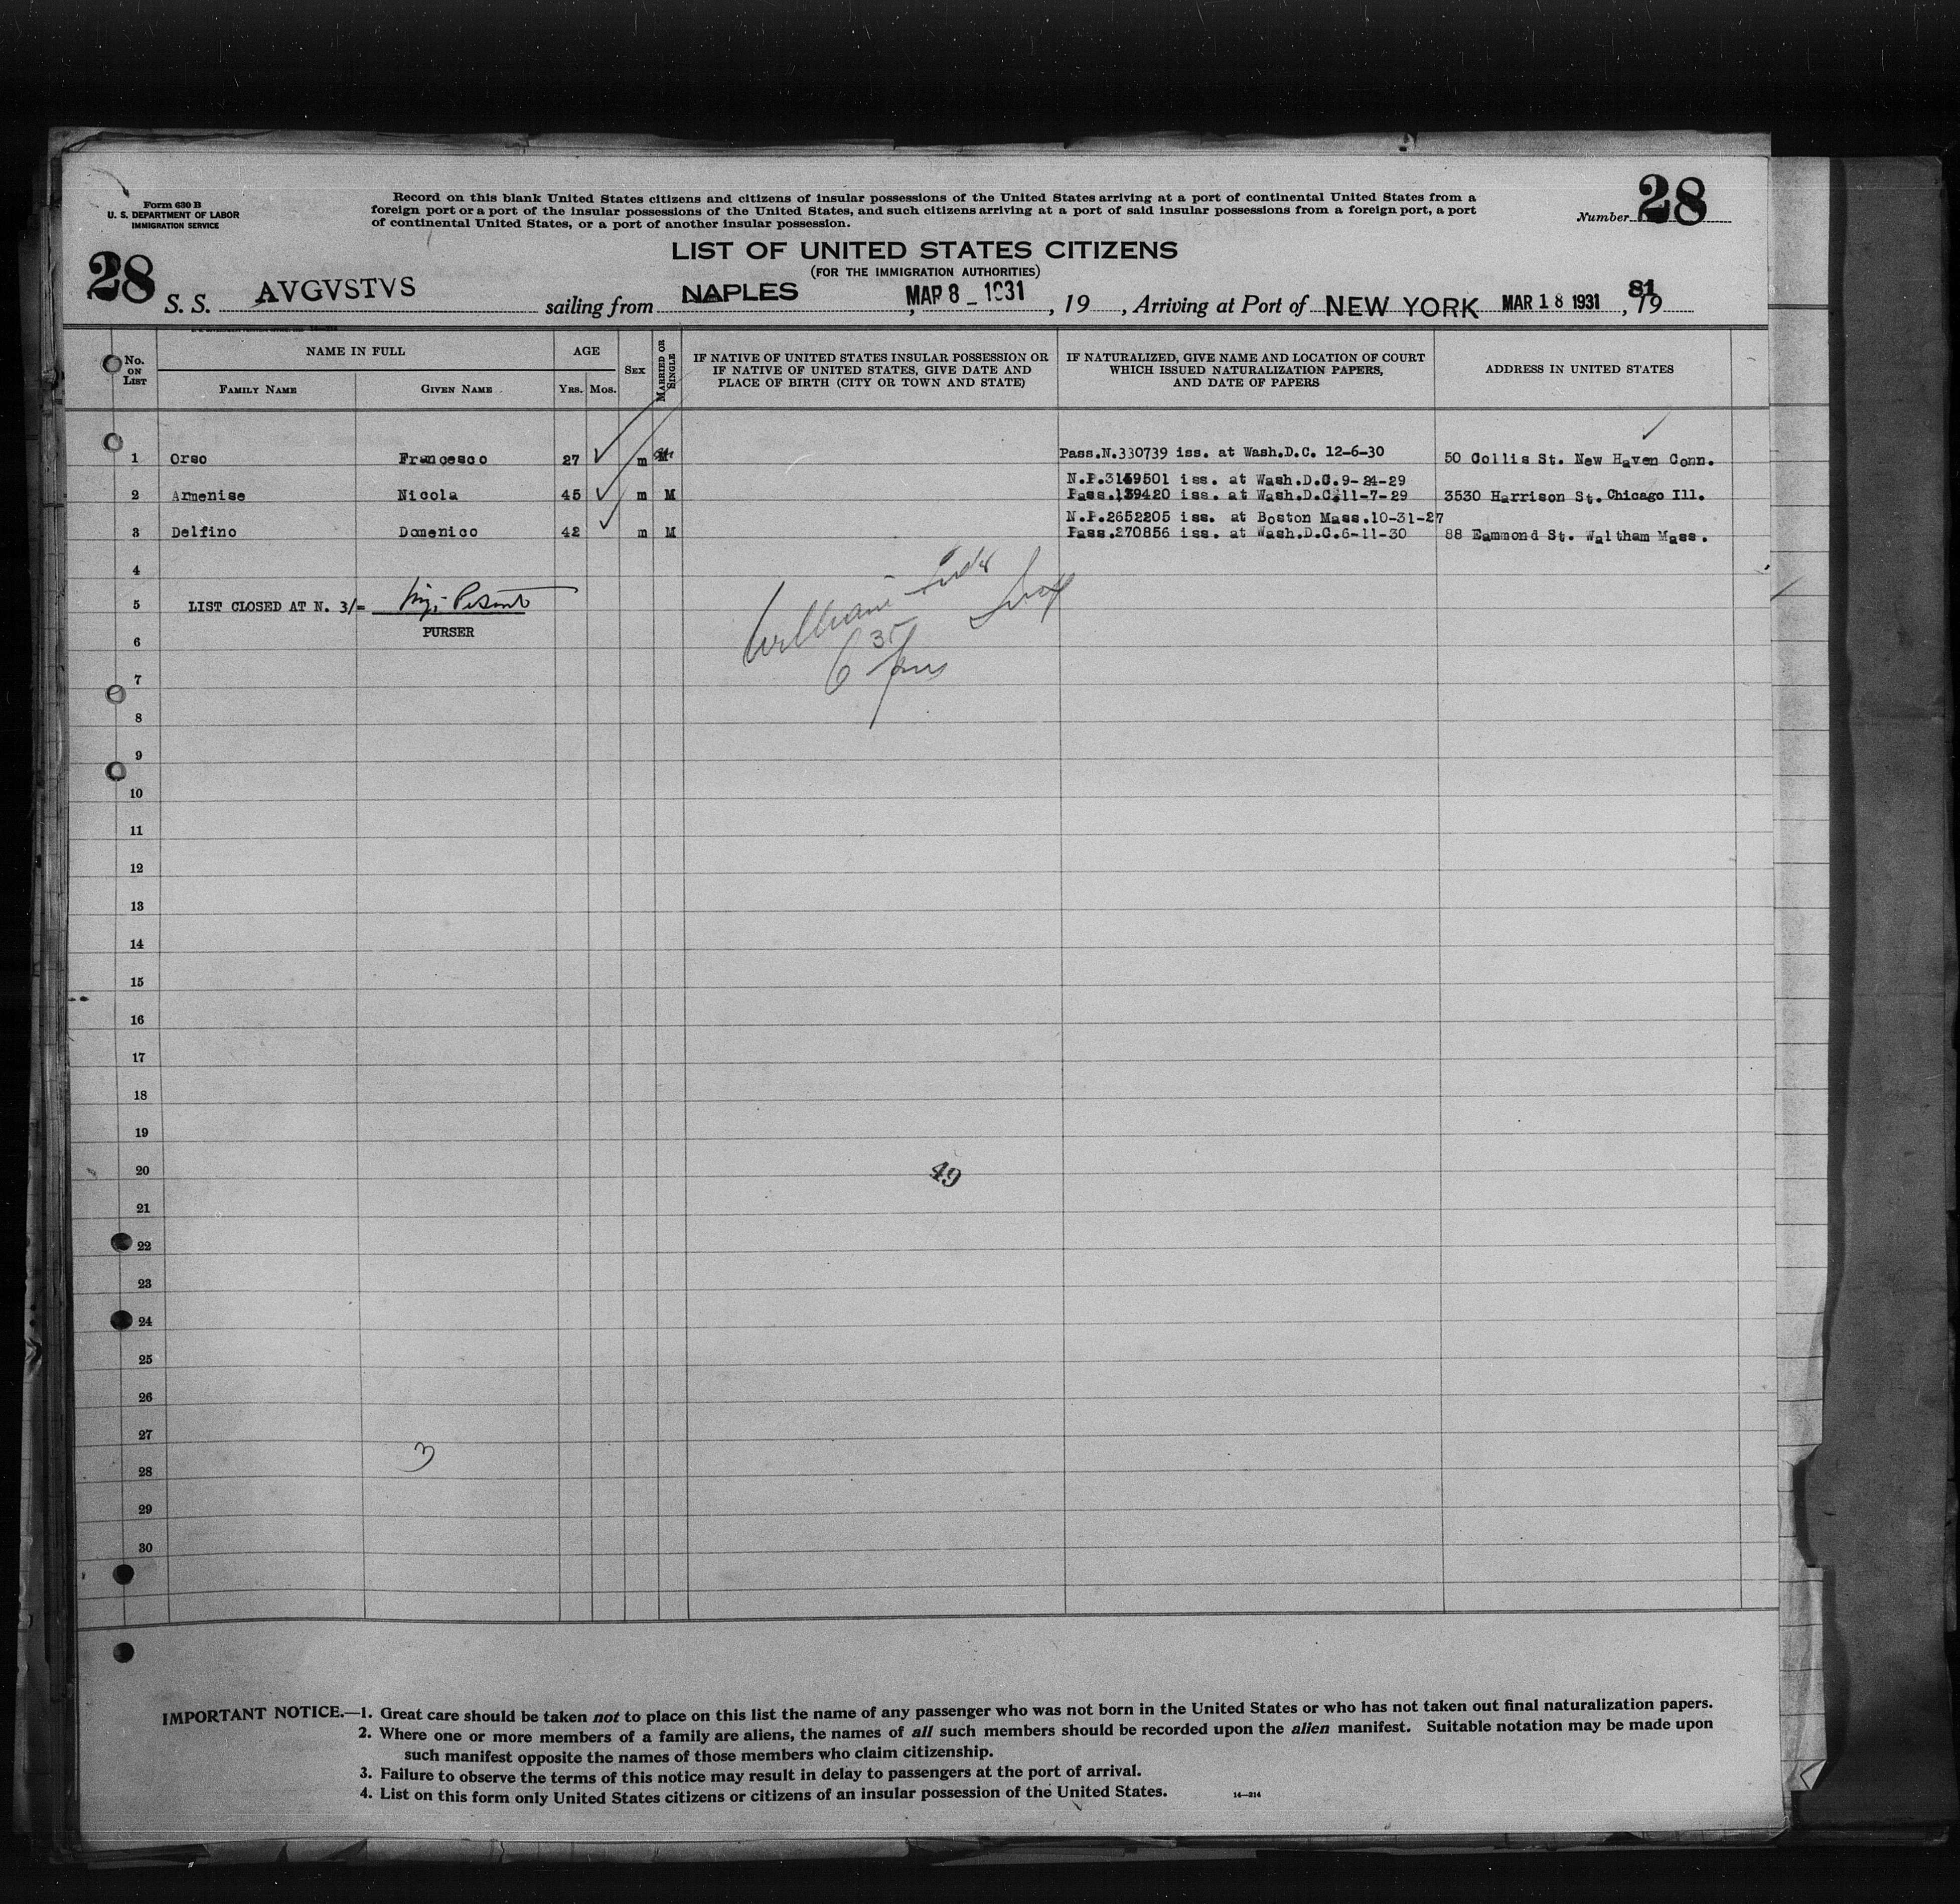 Form 630 B
U. S. DEPARTMENT OF LABOR
IMMIGRATION SERVICE
Record on this blank United States citizens and citizens of insular possessions of the United States arriving at a port of continental United States from a
foreign port or a port of the insular possessions of the United States, and such citizens arriving at a port of said insular possessions from a foreign port, a port
of continental United States, or a port of another insular possession.
Number 28
LIST OF UNITED STATES CITIZENS
(FOR THE IMMIGRATION AUTHORITIES)
28 S. S. AVGVSTVS sailing from NAPLES, MAR 8 - 1931, 19 , Arriving at Port of NEW YORK MAR 18 1931, 19
81
No. ON LIST
NAME IN FULL
FAMILY NAME
GIVEN NAME
AGE
YRS.
MOS.
SEX
MARRIED OR SINGLE
IF NATIVE OF UNITED STATES INSULAR POSSESSION OR
IF NATIVE OF UNITED STATES, GIVE DATE AND
PLACE OF BIRTH (CITY OR TOWN AND STATE)
IF NATURALIZED, GIVE NAME AND LOCATION OF COURT
WHICH ISSUED NATURALIZATION PAPERS,
AND DATE OF PAPERS
ADDRESS IN UNITED STATES
1 Orso Francesco 27 m Pass.N.330739 iss. at Wash.D.C. 12-6-30 50 Collis St. New Haven Conn.
N.P.3169501 iss. at Wash.D.C.9-24-29
2 Armenise Nicola 45 m M Pass.139420 iss. at Wash.D.C.11-7-29 3530 Harrison St. Chicago Ill.
N.P.2652205 iss. at Boston Mass.10-31-27
3 Delfino Domenico 42 m M Pass.270856 iss. at Wash.D.C.6-11-30 88 Hammond St. Waltham Mass.
4
5 LIST CLOSED AT N. 3/=
PURSER
6
35
7
8
9
10
11
12
13
14
15
16
17
18
19
20
49
21
22
23
24
25
26
27
3
28
29
30
IMPORTANT NOTICE.—1. Great care should be taken not to place on this list the name of any passenger who was not born in the United States or who has not taken out final naturalization papers.
2. Where one or more members of a family are aliens, the names of all such members should be recorded upon the alien manifest. Suitable notation may be made upon
such manifest opposite the names of those members who claim citizenship.
3. Failure to observe the terms of this notice may result in delay to passengers at the port of arrival.
4. List on this form only United States citizens or citizens of an insular possession of the United States.
14—214